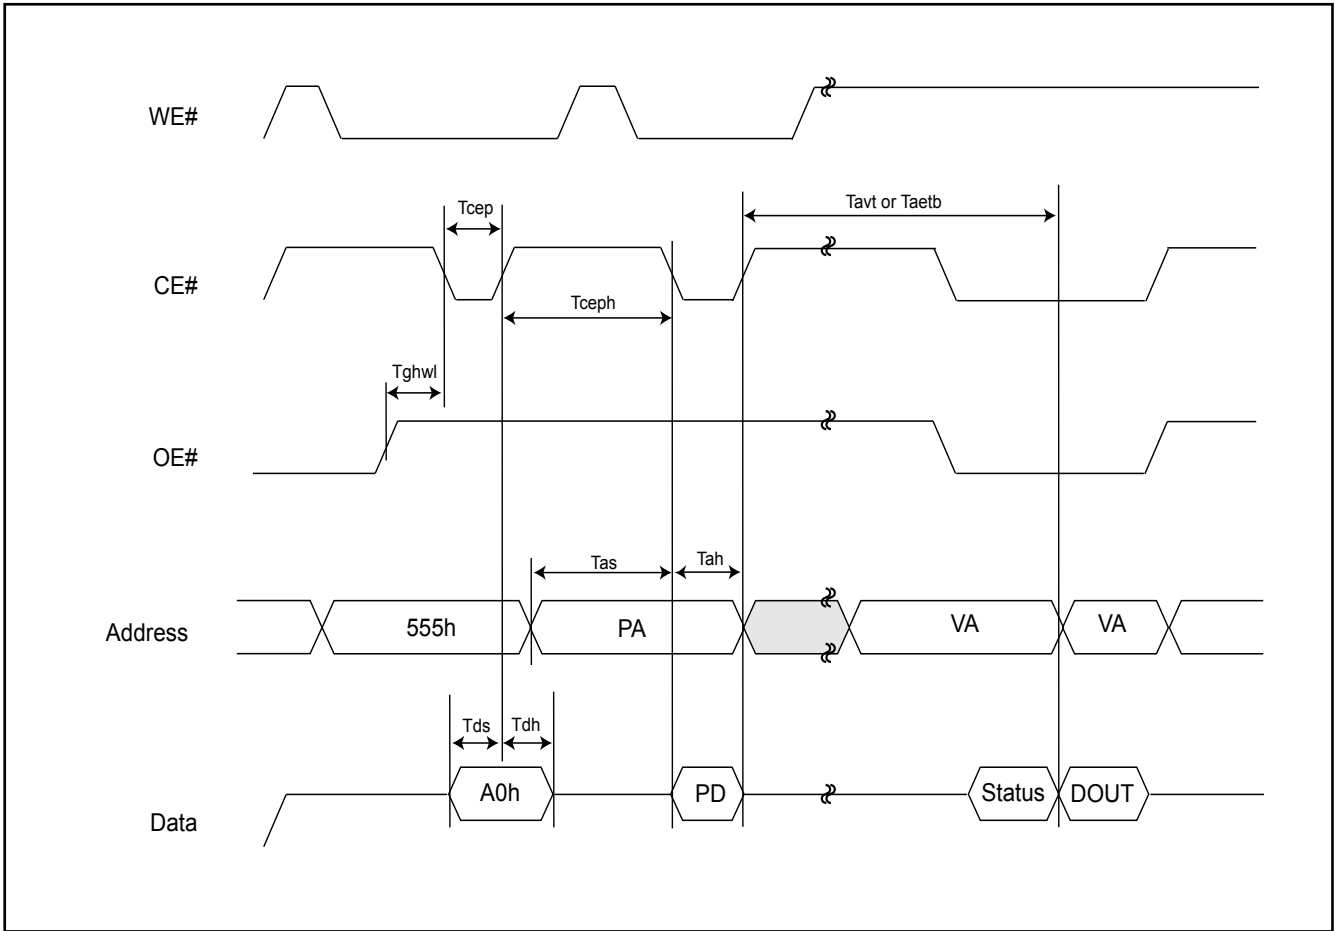 WE#
Tcep
Tavt or Taetb
CE#
Tceph
Tghwl
OE#
Tas
Tah
Address
555h
PA
VA
VA
Tds
Tdh
Data
A0h
PD
Status
DOUT